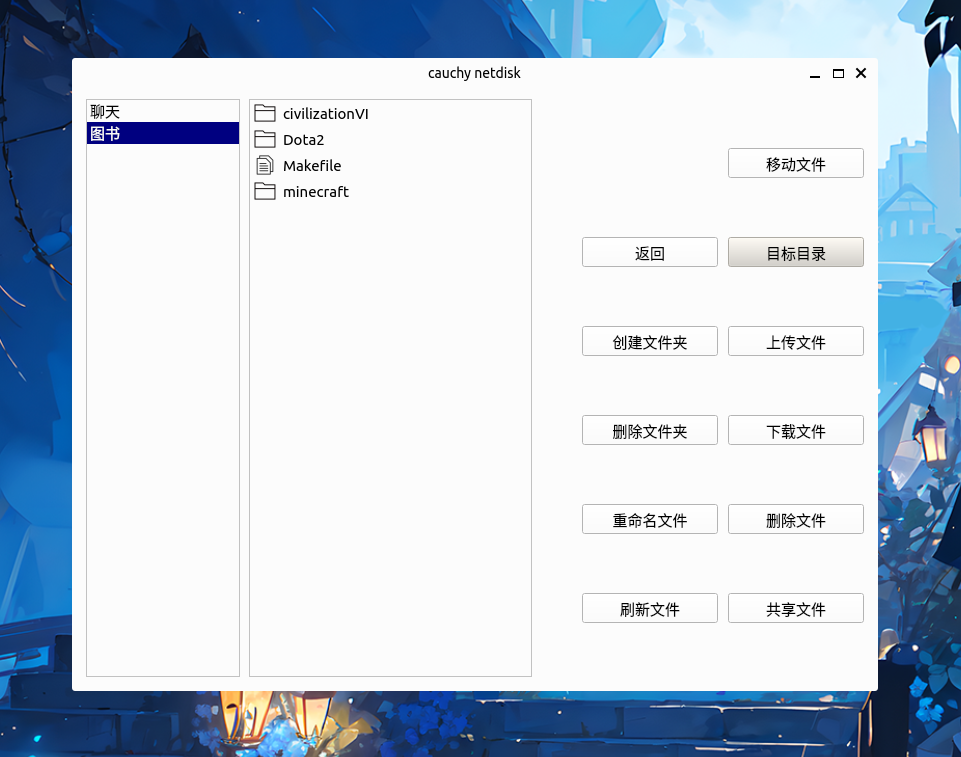 cauchy netdisk
聊天
图书
civilizationVI
Dota2
Makefile
minecraft
移动文件
返回
目标目录
创建文件夹
上传文件
删除文件夹
下载文件
重命名文件
删除文件
刷新文件
共享文件